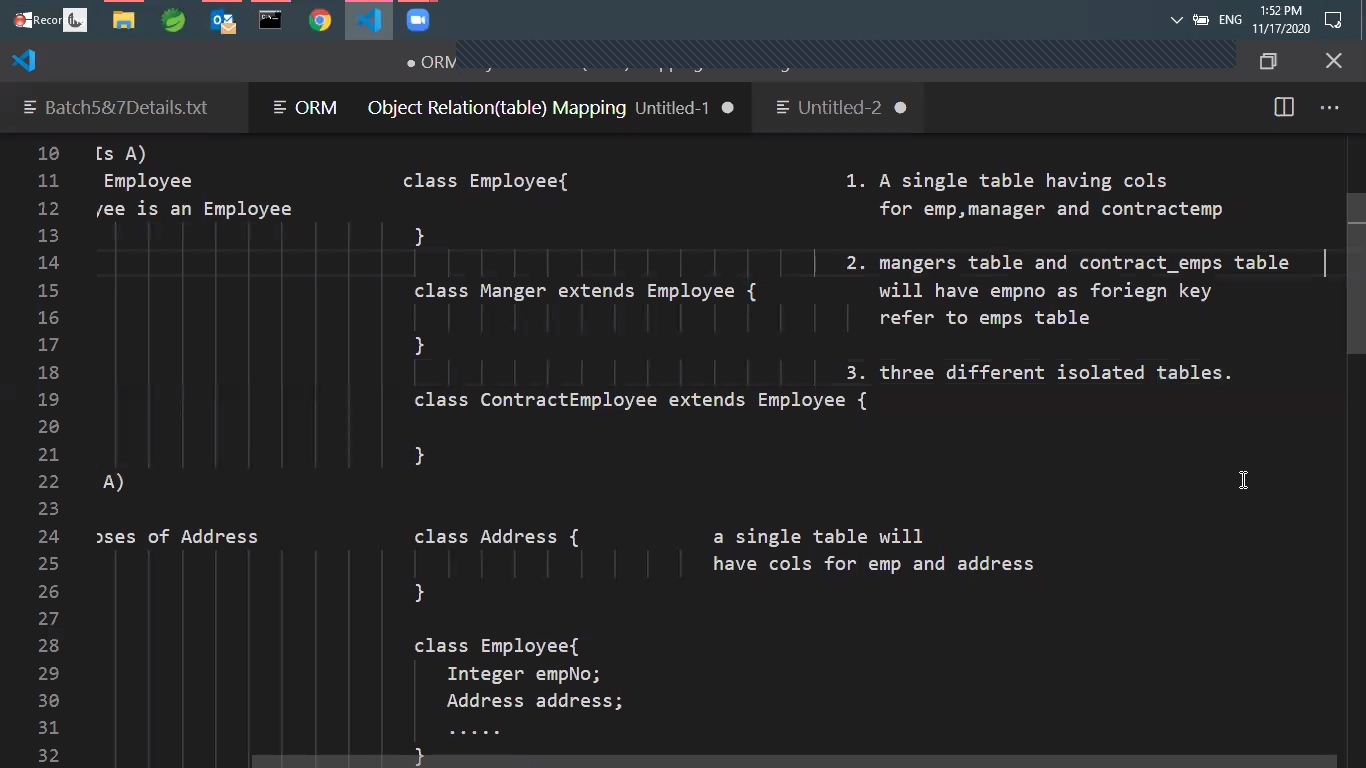 Recor
ENG
1:52 PM
11/17/2020
● ORM
Batch5&7Details.txt
ORM Object Relation(table) Mapping Untitled-1
Untitled-2
10 Is A)
11 Employee class Employee{ 1. A single table having cols
12 yee is an Employee for emp,manager and contractemp
13 }
14 2. mangers table and contract_emps table
15 class Manger extends Employee { will have empno as foriegn key
16 refer to emps table
17 }
18 3. three different isolated tables.
19 class ContractEmployee extends Employee {
20
21 }
22 A)
23
24 oses of Address class Address { a single table will
25 have cols for emp and address
26 }
27
28 class Employee{
29 Integer empNo;
30 Address address;
31 .....
32 }